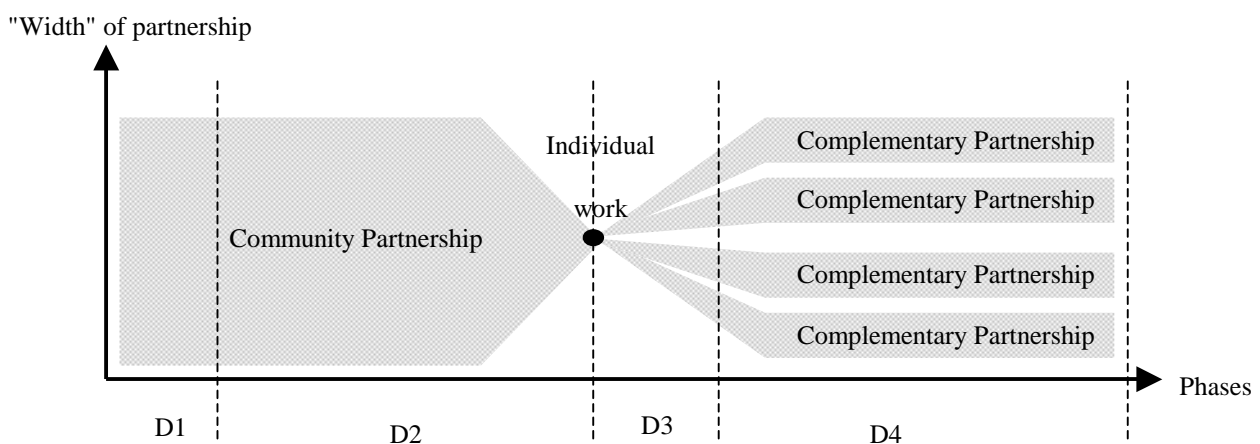 "Width" of partnership
Individual
work
Community Partnership
Complementary Partnership
Complementary Partnership
Complementary Partnership
Complementary Partnership
Phases
D1
D2
D3
D4